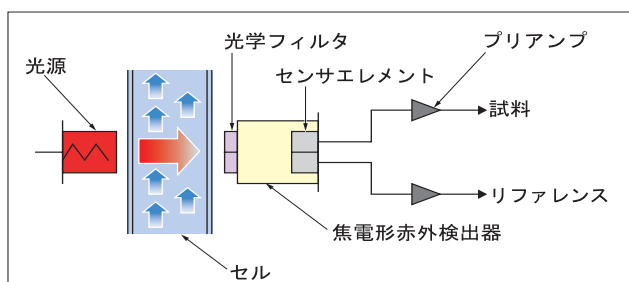 光学フィルタ
プリアンプ
光源
センサエレメント
試料
リファレンス
焦電形赤外検出器
セル